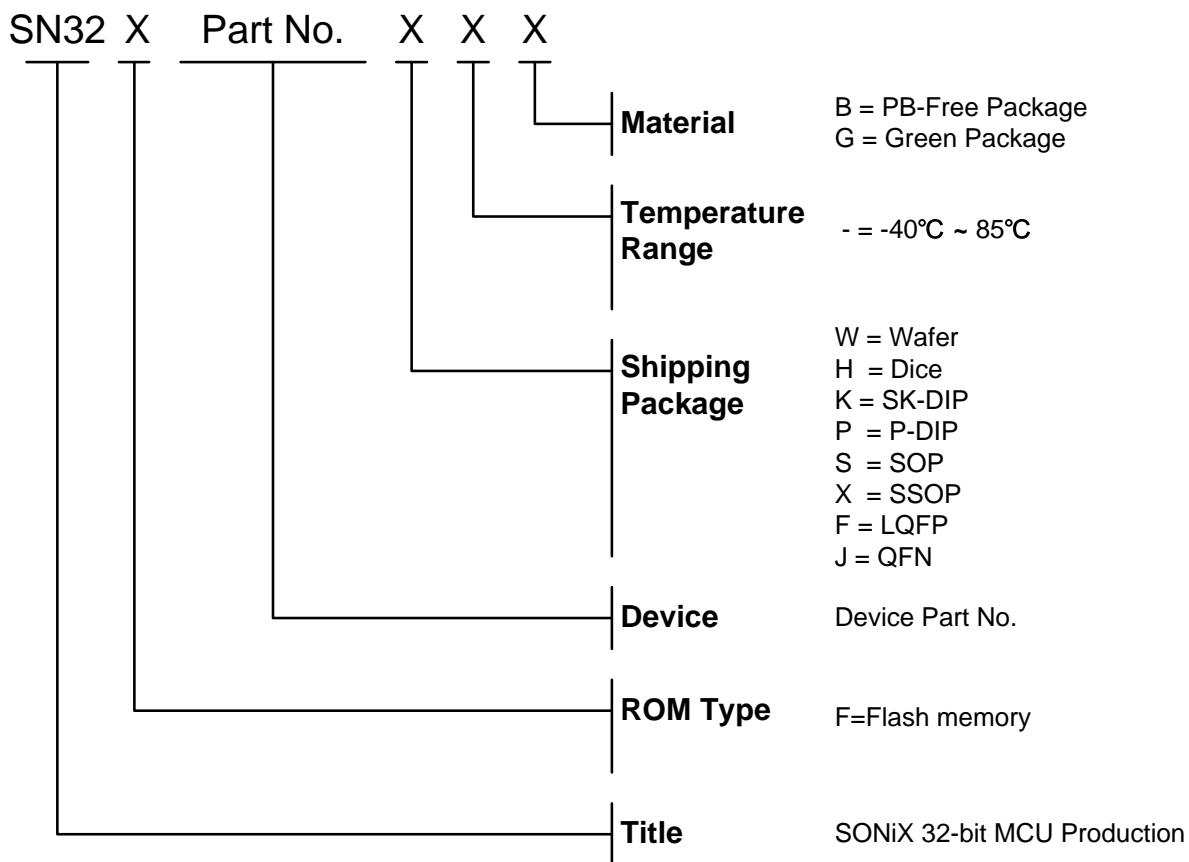 SN32 X Part No. X X X
Material
B = PB-Free Package
G = Green Package
Temperature
Range
- = -40℃ ~ 85℃
Shipping
Package
W = Wafer
H = Dice
K = SK-DIP
P = P-DIP
S = SOP
X = SSOP
F = LQFP
J = QFN
Device
Device Part No.
ROM Type
F=Flash memory
Title
SONiX 32-bit MCU Production